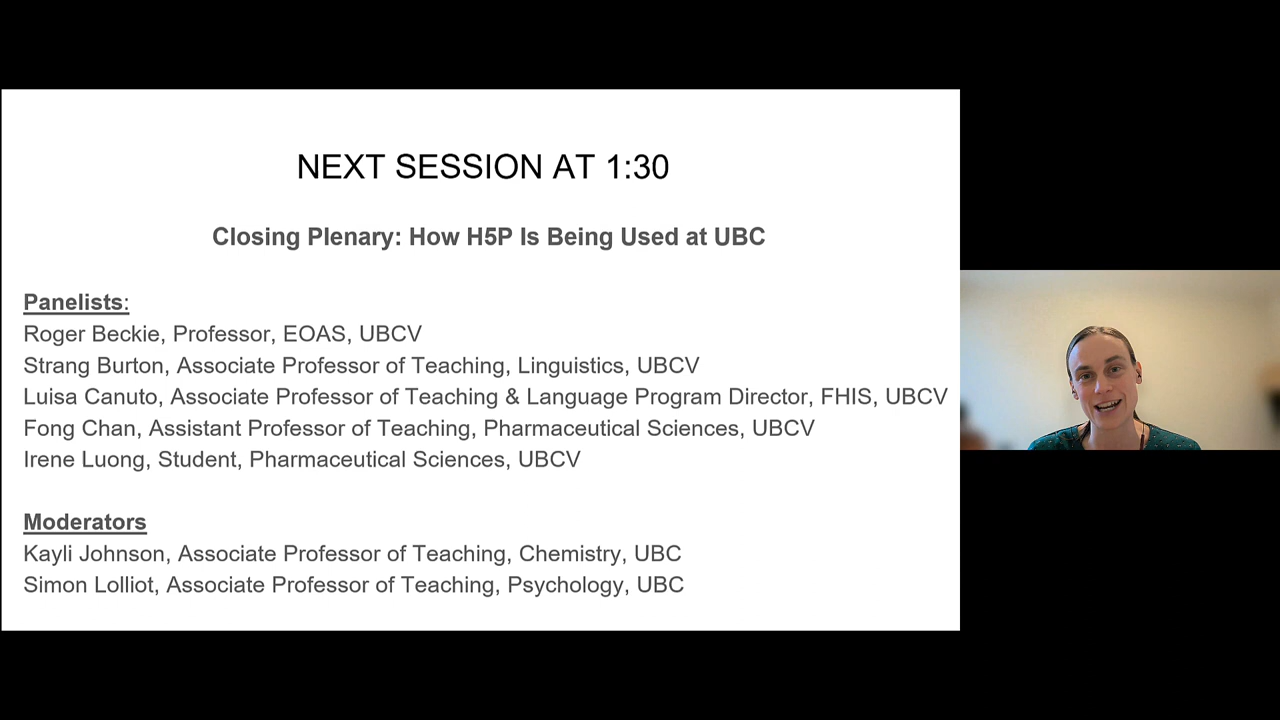 NEXT SESSION AT 1:30
Closing Plenary: How H5P Is Being Used at UBC
Panelists:
Roger Beckie, Professor, EOAS, UBCV
Strang Burton, Associate Professor of Teaching, Linguistics, UBCV
Luisa Canuto, Associate Professor of Teaching & Language Program Director, FHIS, UBCV
Fong Chan, Assistant Professor of Teaching, Pharmaceutical Sciences, UBCV
Irene Luong, Student, Pharmaceutical Sciences, UBCV
Moderators
Kayli Johnson, Associate Professor of Teaching, Chemistry, UBC
Simon Lolliot, Associate Professor of Teaching, Psychology, UBC